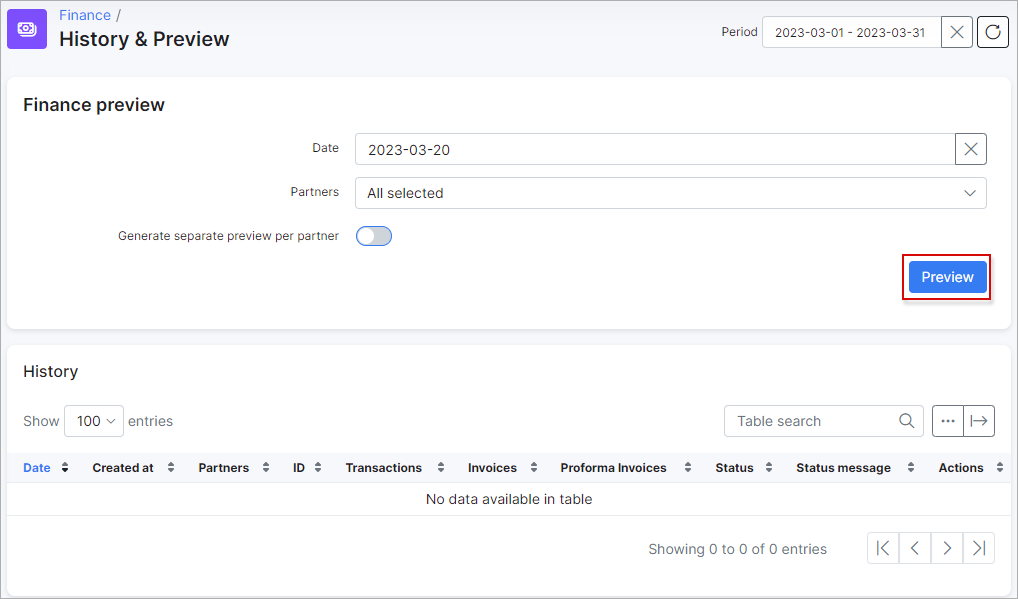 Finance /
History & Preview
Period 2023-03-01 - 2023-03-31
Finance preview
Date 2023-03-20
Partners All selected
Generate separate preview per partner
Preview
History
Show 100 entries Table search
Date Created at Partners ID Transactions Invoices Proforma Invoices Status Status message Actions
No data available in table
Showing 0 to 0 of 0 entries